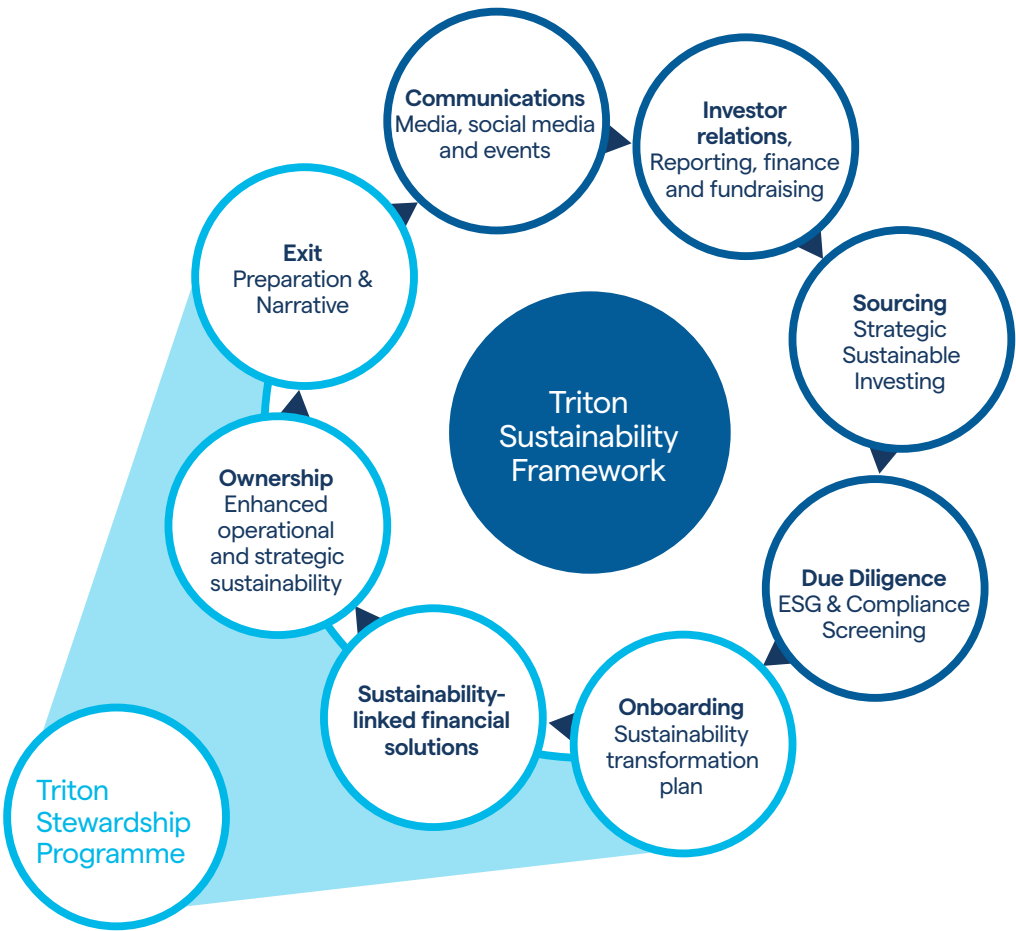 Communications
Media, social media
and events
Investor
relations,
Reporting, finance
and fundraising
Sourcing
Strategic
Sustainable
Investing
Due Diligence
ESG & Compliance
Screening
Onboarding
Sustainability
transformation
plan
Sustainability-
linked financial
solutions
Ownership
Enhanced
operational
and strategic
sustainability
Exit
Preparation &
Narrative
Triton
Sustainability
Framework
Triton
Stewardship
Programme